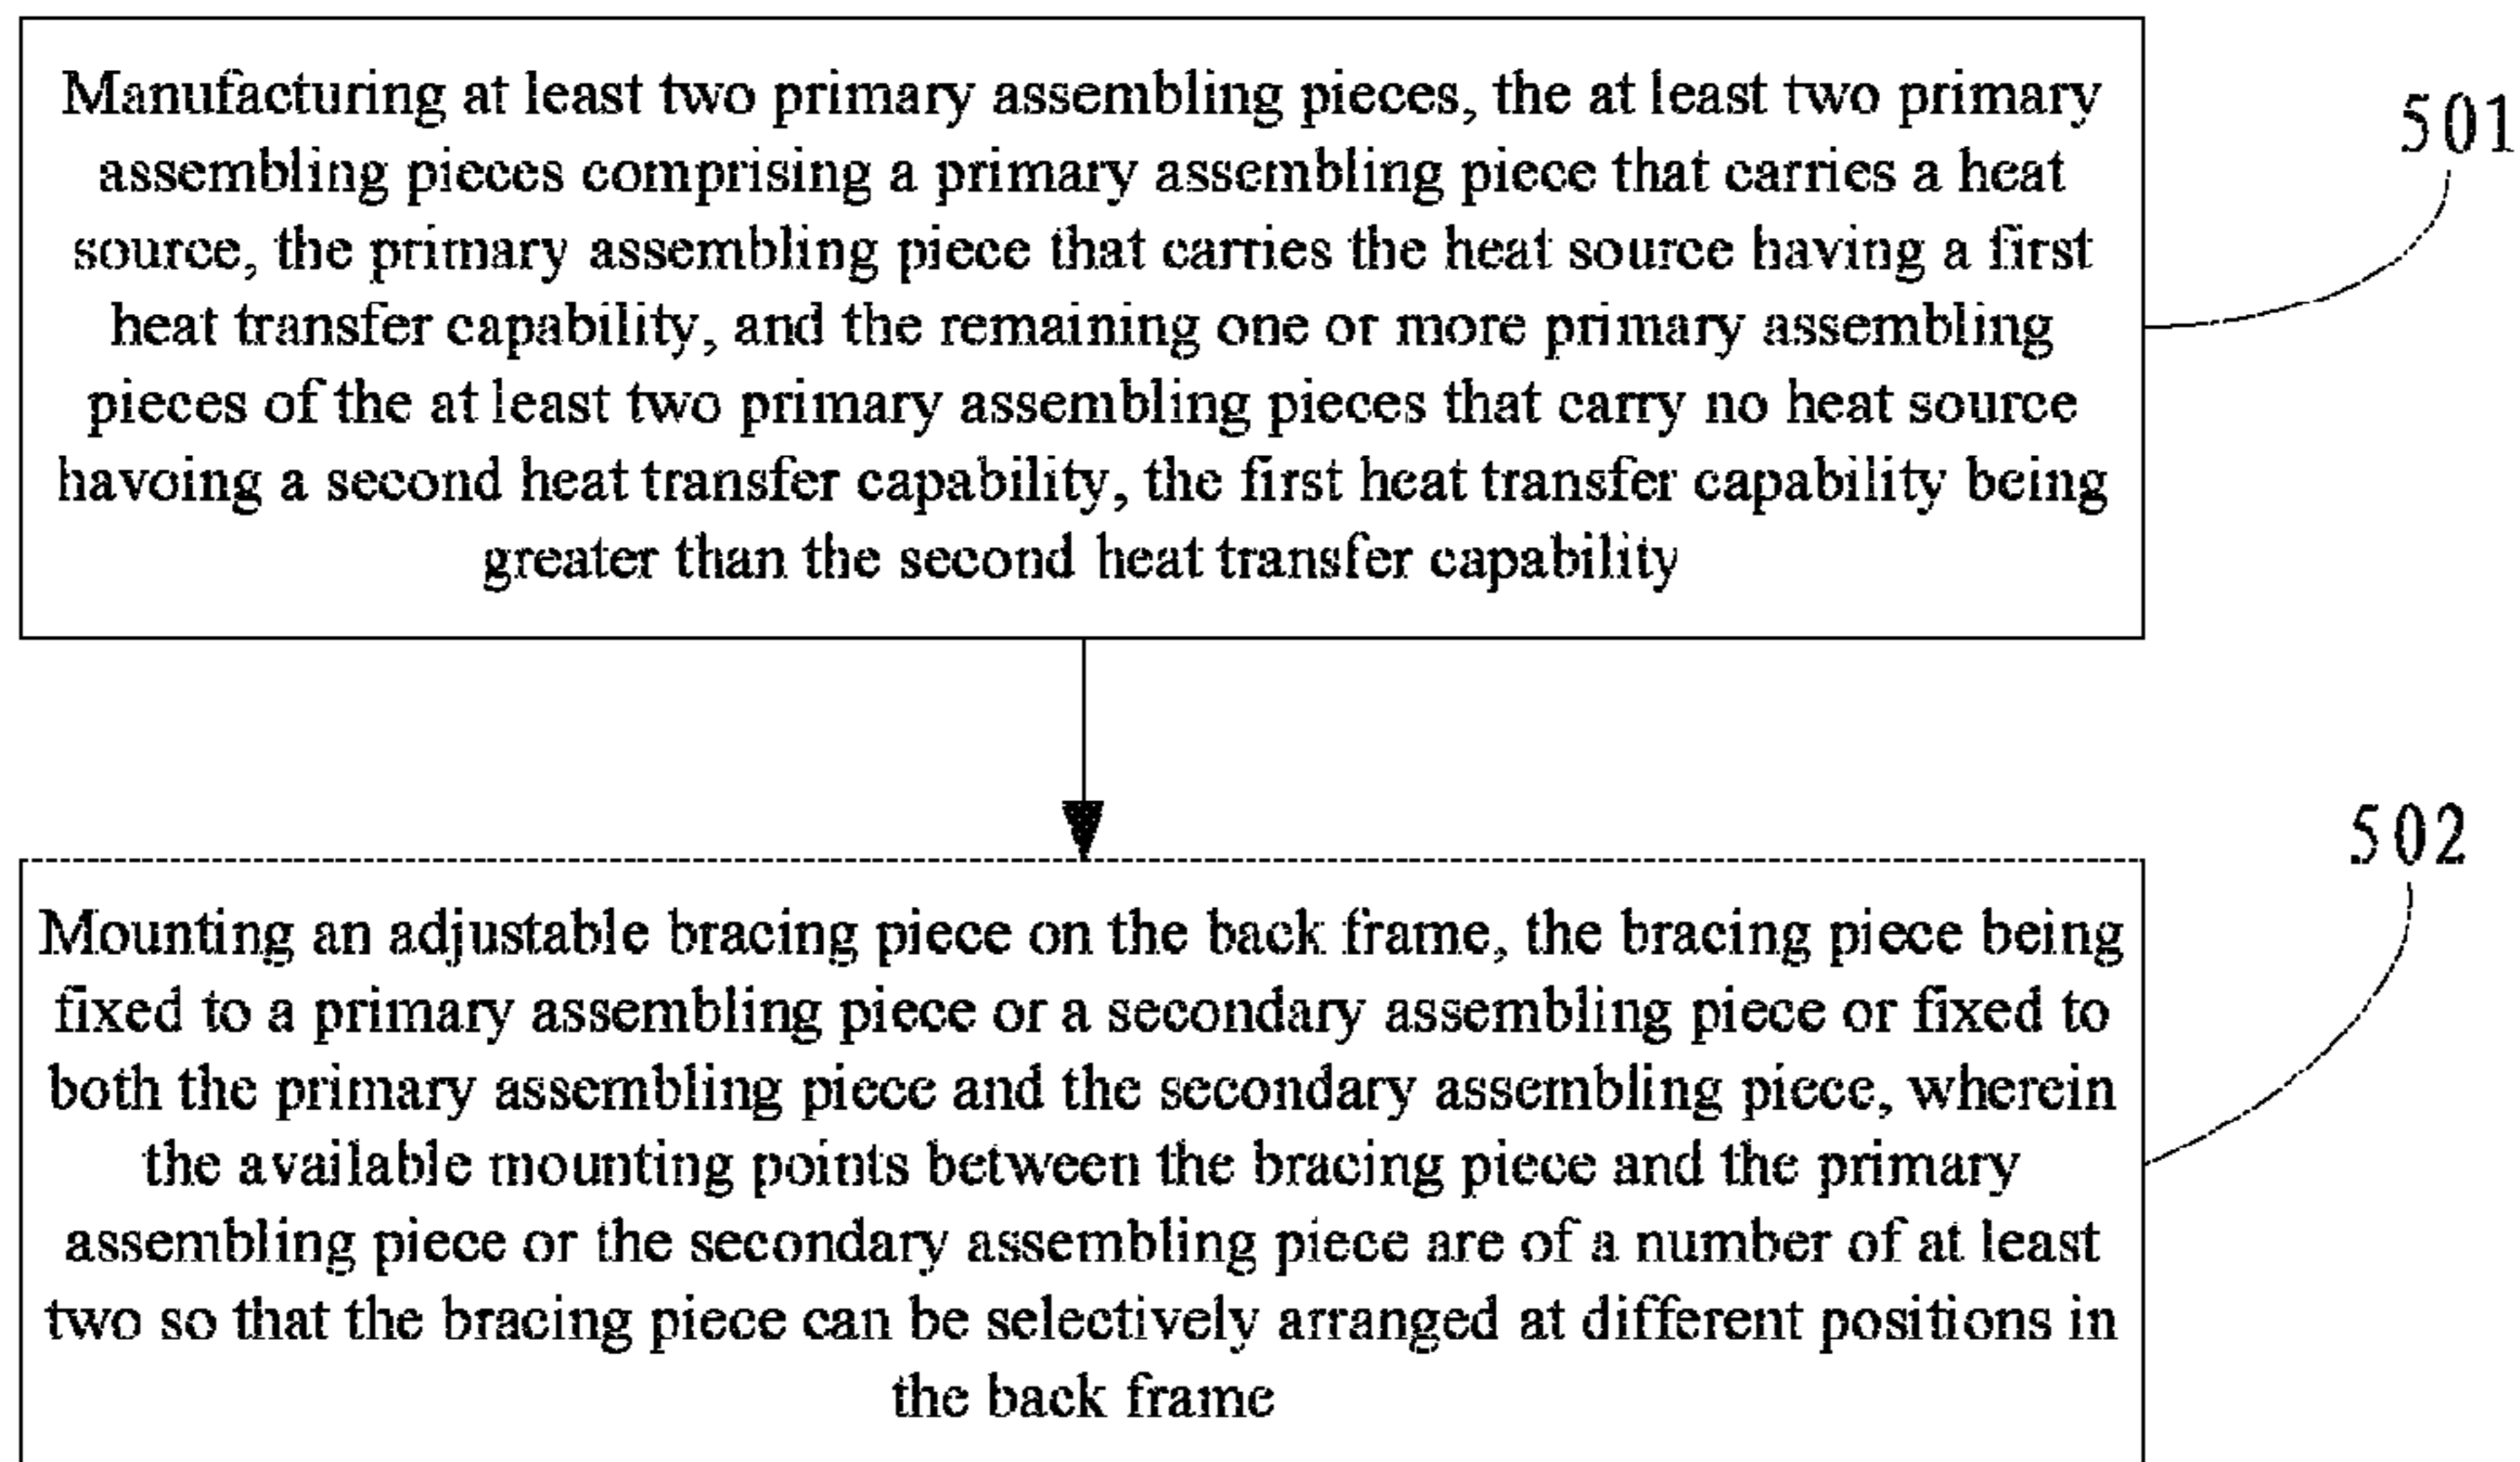 Manufacturing at least two primary assembling pieces, the at least two primary
assembling pieces comprising a primary assembling piece that carries a heat
source, the primary assembling piece that carries the heat source having a first
heat transfer capability, and the remaining one or more primary assembling
pieces of the at least two primary assembling pieces that carry no heat source
havoing a second heat transfer capability, the first heat transfer capability being
greater than the second heat transfer capability
501
Mounting an adjustable bracing piece on the back frame, the bracing piece being
fixed to a primary assembling piece or a secondary assembling piece or fixed to
both the primary assembling piece and the secondary assembling piece, wherein
the available mounting points between the bracing piece and the primary
assembling piece or the secondary assembling piece are of a number of at least
two so that the bracing piece can be selectively arranged at different positions in
the back frame
502